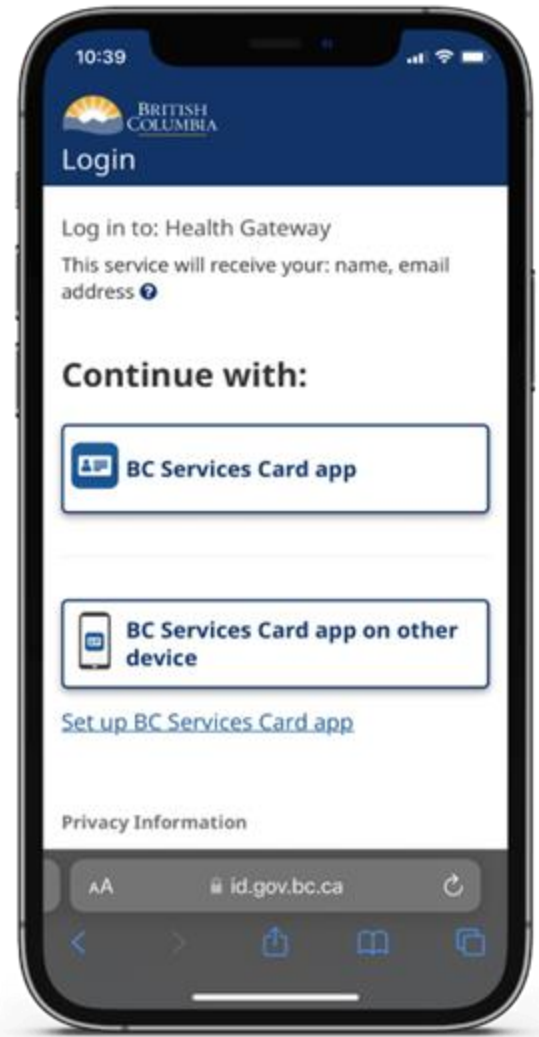 10:39
BRITISH
COLUMBIA
Login
Log in to: Health Gateway
This service will receive your: name, email
address ?
Continue with:
BC Services Card app
BC Services Card app on other
device
Set up BC Services Card app
Privacy Information
AA
id.gov.bc.ca